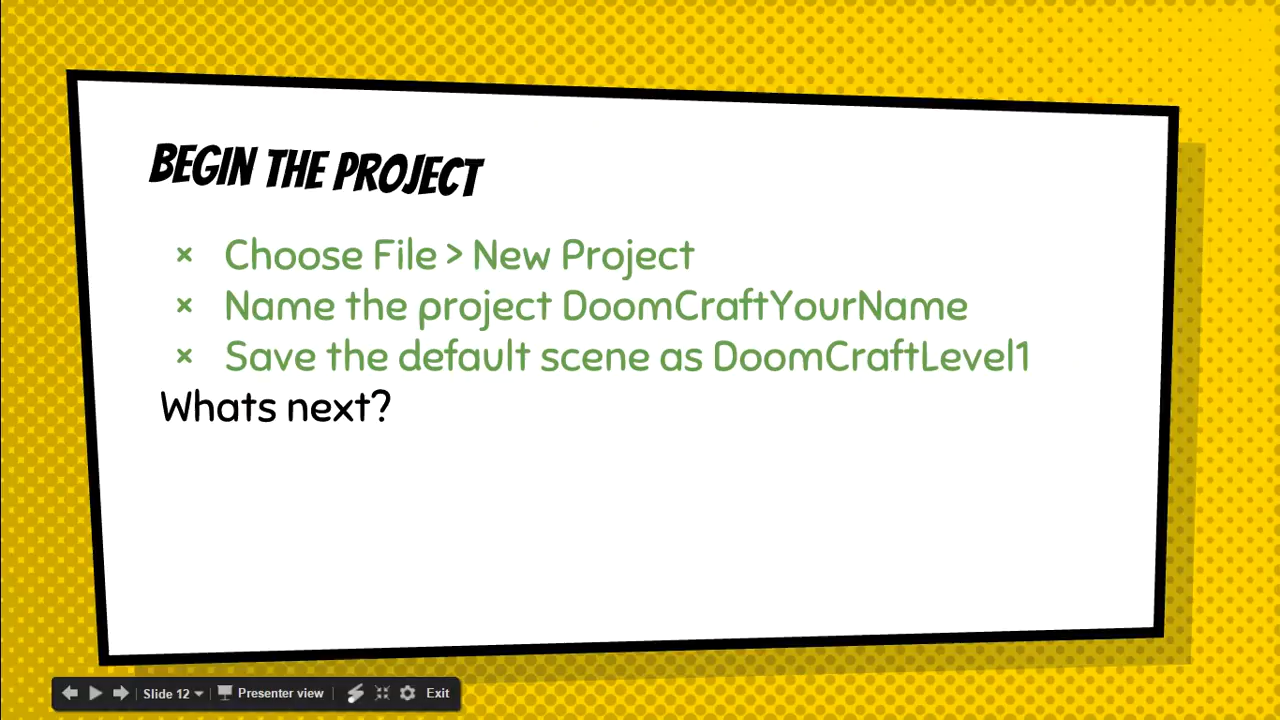 BEGIN THE PROJECT
× Choose File > New Project
× Name the project DoomCraftYourName
× Save the default scene as DoomCraftLevel1
Whats next?
Slide 12 Presenter view Exit